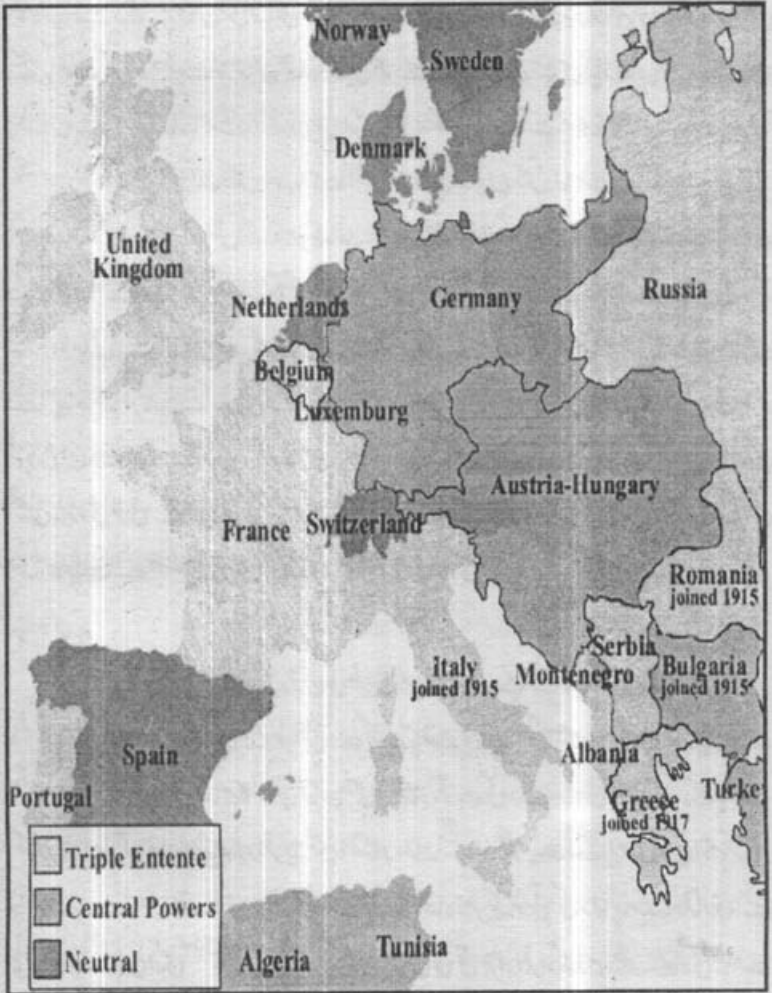 Norway
Sweden
Denmark
United
Kingdom
Netherlands
Germany
Russia
Belgium
Luxemburg
Austria-Hungary
France
Switzerland
Romania
joined 1915
Serbia
Italy
joined 1915
Montenegro
Bulgaria
joined 1915
Spain
Albania
Portugal
Greece
joined 1917
Turke
Triple Entente
Central Powers
Neutral
Algeria
Tunisia